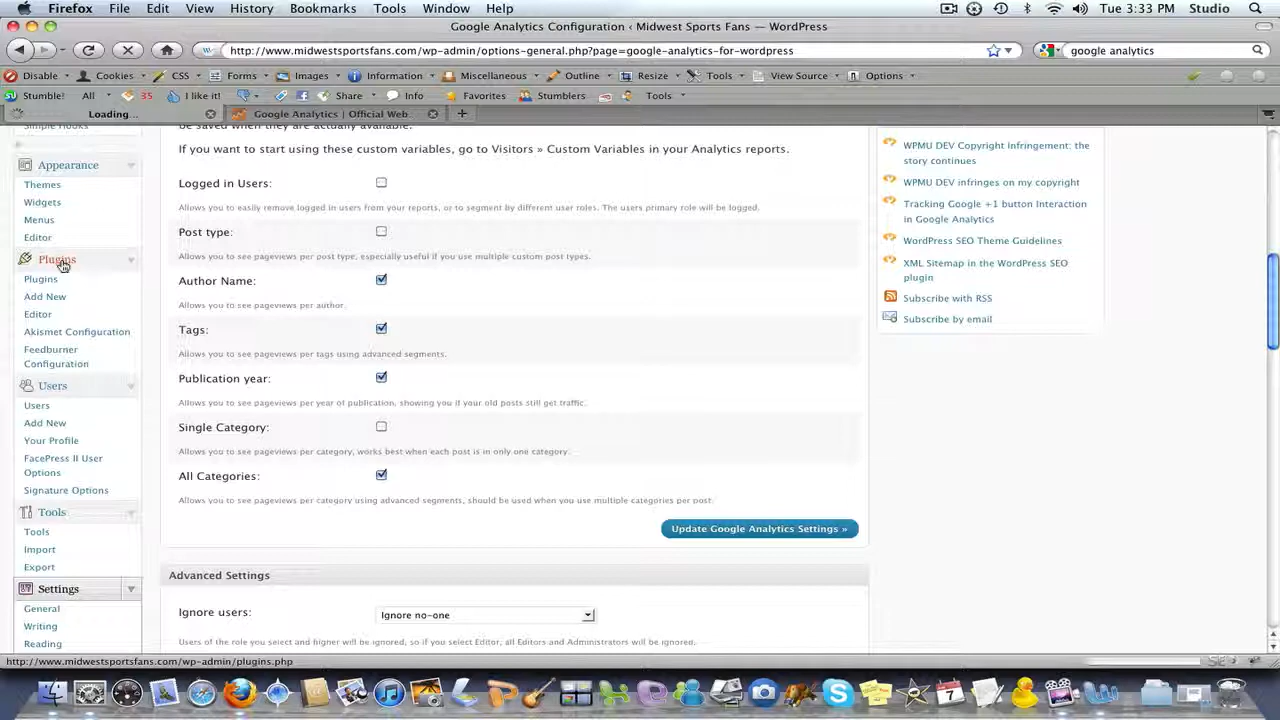 Firefox File Edit View History Bookmarks Tools Window Help Tue 3:33 PM Studio
Google Analytics Configuration ‹ Midwest Sports Fans — WordPress
http://www.midwestsportsfans.com/wp-admin/options-general.php?page=google-analytics-for-wordpress google analytics
Disable Cookies CSS Forms Images Information Miscellaneous Outline Resize Tools View Source Options
Stumble! All 35 I like it! Share Info Favorites Stumblers Tools
Loading... Google Analytics | Official Web
Simple Hooks
Appearance
Themes
Widgets
Menus
Editor
Plugins
Plugins
Add New
Editor
Akismet Configuration
Feedburner
Configuration
Users
Users
Add New
Your Profile
FacePress II User
Options
Signature Options
Tools
Tools
Import
Export
Settings
General
Writing
Reading
be saved when they are actually available.
If you want to start using these custom variables, go to Visitors » Custom Variables in your Analytics reports.
Logged in Users:
Allows you to easily remove logged in users from your reports, or to segment by different user roles. The users primary role will be logged.
Post type:
Allows you to see pageviews per post type, especially useful if you use multiple custom post types.
Author Name:
Allows you to see pageviews per author.
Tags:
Allows you to see pageviews per tags using advanced segments.
Publication year:
Allows you to see pageviews per year of publication, showing you if your old posts still get traffic.
Single Category:
Allows you to see pageviews per category, works best when each post is in only one category.
All Categories:
Allows you to see pageviews per category using advanced segments, should be used when you use multiple categories per post.
Update Google Analytics Settings »
Advanced Settings
Ignore users: Ignore no-one
Users of the role you select and higher will be ignored, so if you select Editor, all Editors and Administrators will be ignored.
WPMU DEV Copyright Infringement: the
story continues
WPMU DEV infringes on my copyright
Tracking Google +1 button Interaction
in Google Analytics
WordPress SEO Theme Guidelines
XML Sitemap in the WordPress SEO
plugin
Subscribe with RSS
Subscribe by email
http://www.midwestsportsfans.com/wp-admin/plugins.php
7